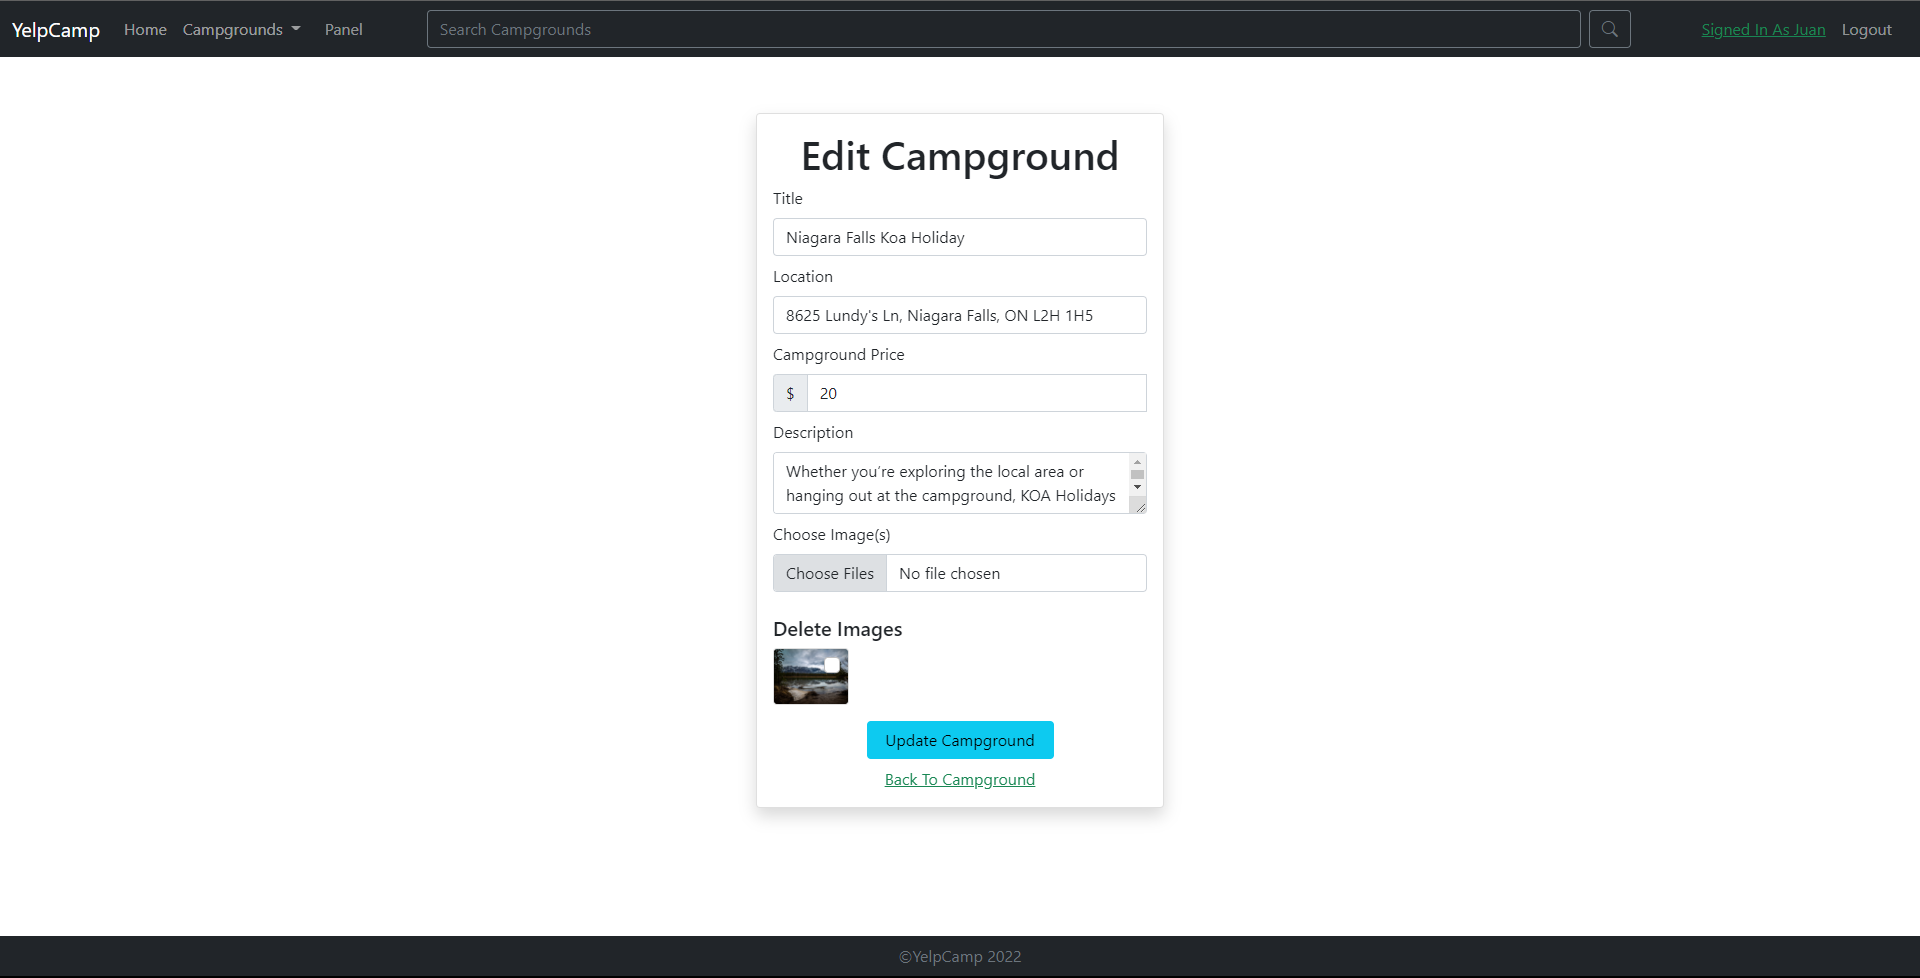 YelpCamp Home Campgrounds Panel Search Campgrounds Signed In As Juan Logout
Edit Campground
Title
Niagara Falls Koa Holiday
Location
8625 Lundy's Ln, Niagara Falls, ON L2H 1H5
Campground Price
$ 20
Description
Whether you’re exploring the local area or
hanging out at the campground, KOA Holidays
Choose Image(s)
Choose Files No file chosen
Delete Images
Update Campground
Back To Campground
©YelpCamp 2022